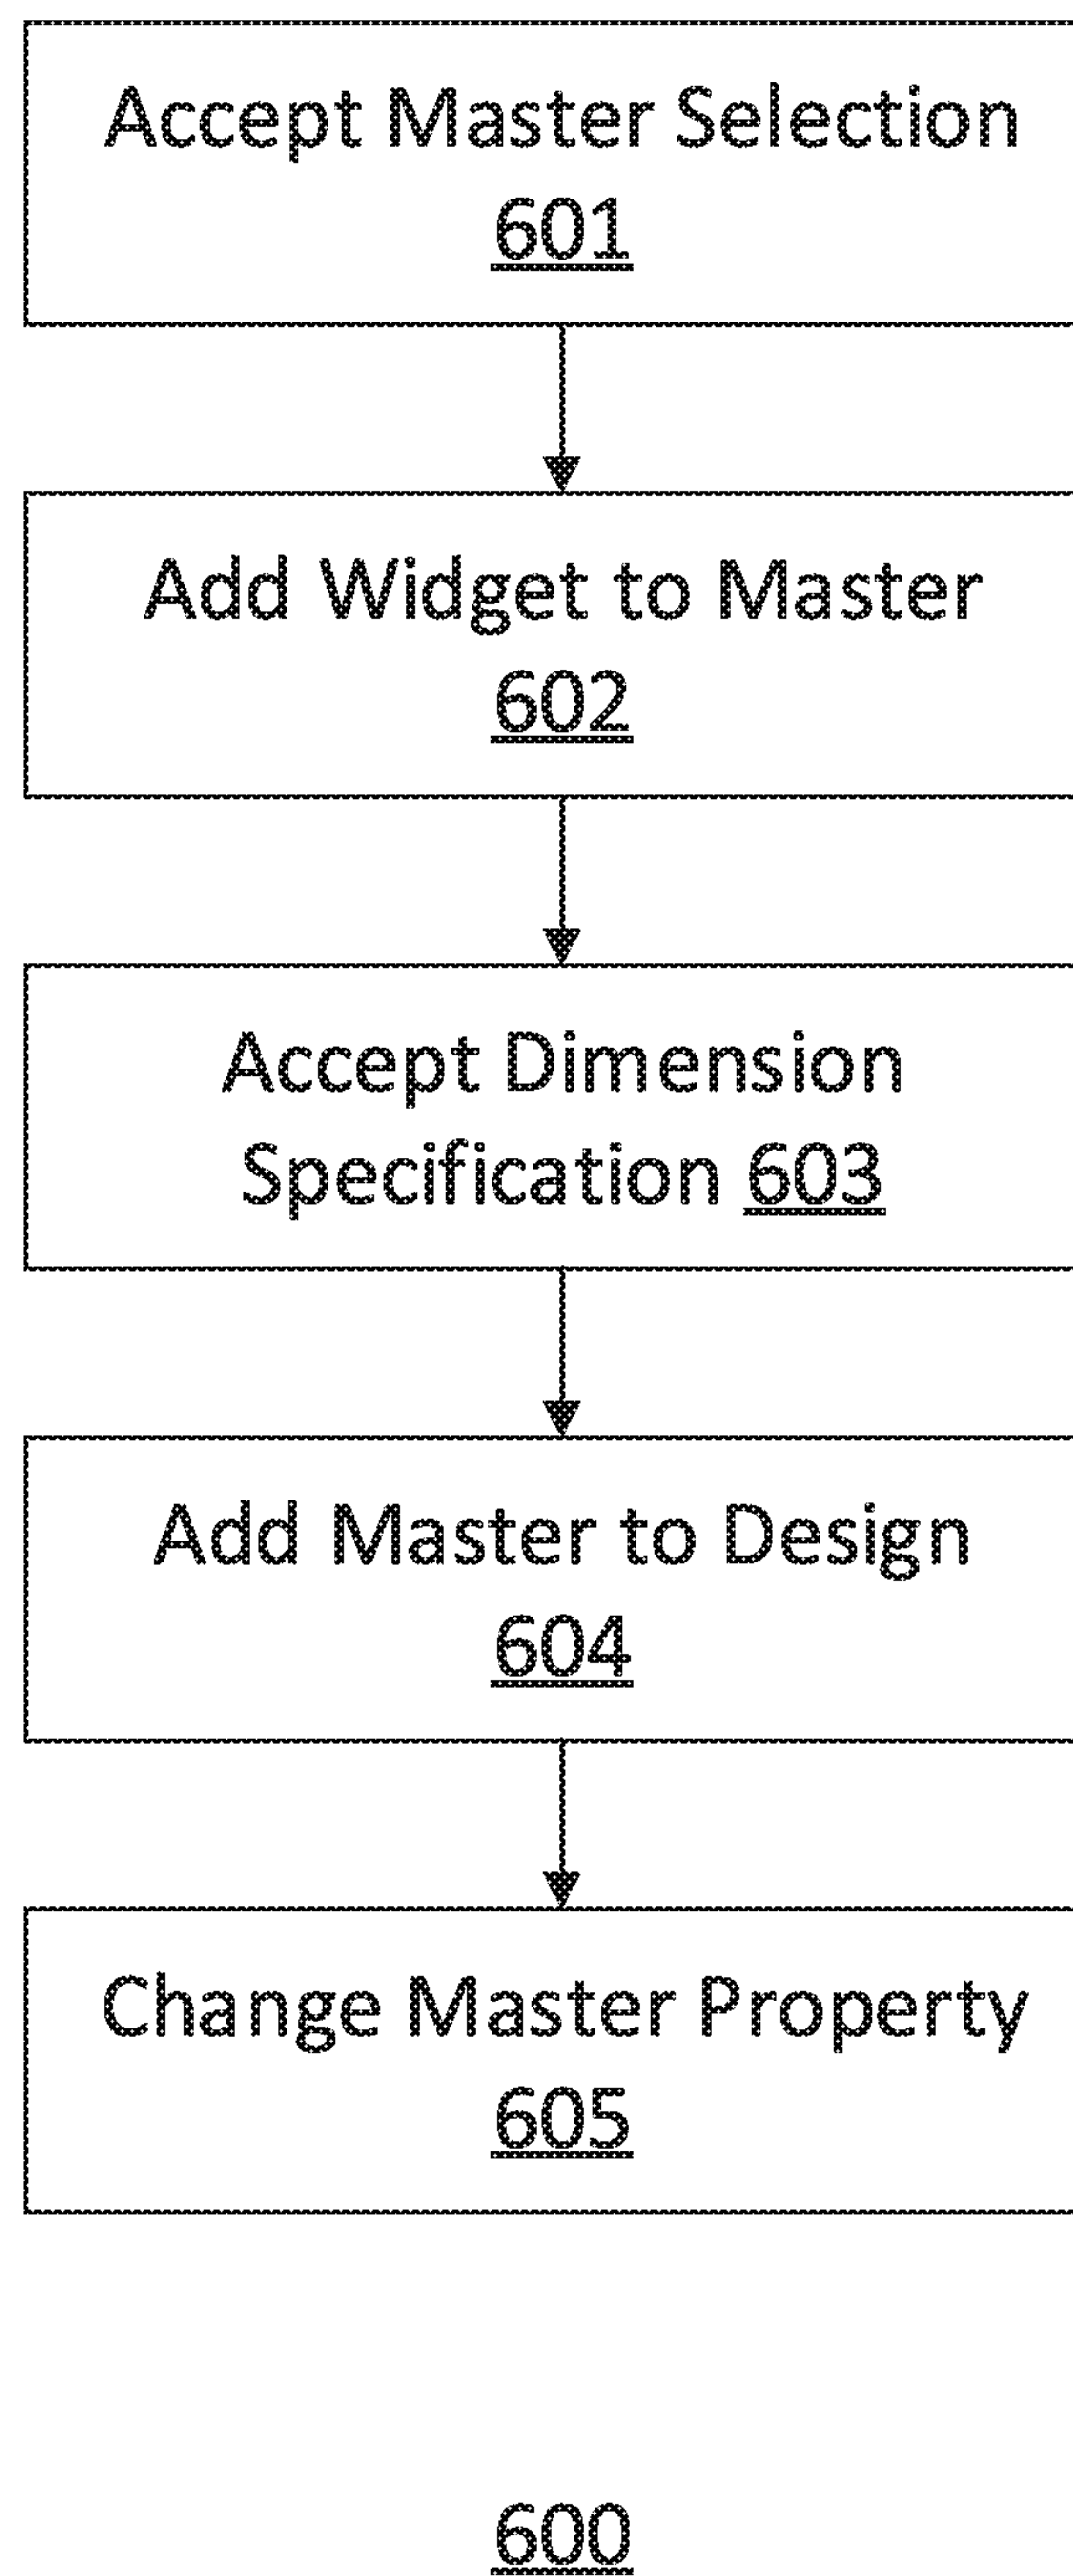 Accept Master Selection
601
Add Widget to Master
602
Accept Dimension
Specification 603
Add Master to Design
604
Change Master Property
605
600